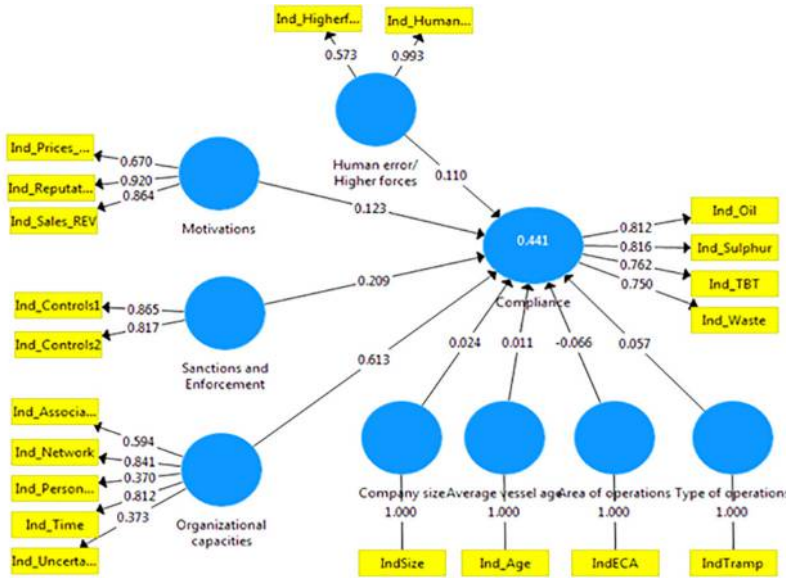 Ind_Higherf...
Ind_Human...
0.573
0.993
Human error/
Higher forces
0.110
Ind_Prices_...
Ind_Reputat...
Ind_Sales_REV
0.670
0.920
0.864
Motivations
0.123
Ind_Controls1
Ind_Controls2
0.865
0.817
Sanctions and
Enforcement
0.209
Ind_Associa...
Ind_Network
Ind_Person...
Ind_Time
Ind_Uncerta...
0.594
0.841
0.370
0.812
0.373
Organizational
capacities
0.613
0.441
Compliance
0.812
0.816
0.762
0.750
Ind_Oil
Ind_Sulphur
Ind_TBT
Ind_Waste
0.024
0.011
-0.066
0.057
Company size
Average vessel age
Area of operations
Type of operations
1.000
1.000
1.000
1.000
IndSize
Ind_Age
IndECA
IndTramp